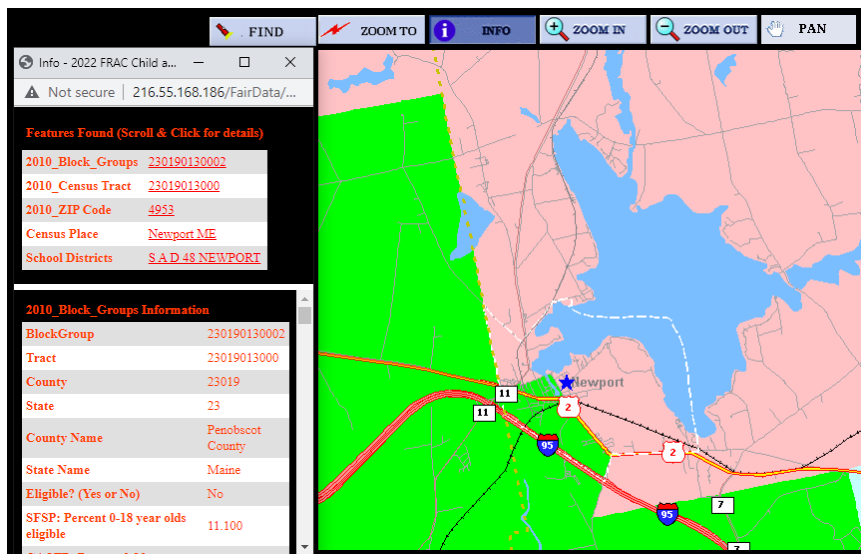 FIND
ZOOM TO
INFO
ZOOM IN
ZOOM OUT
PAN
Info - 2022 FRAC Child a...
Not secure | 216.55.168.186/FairData/...
Features Found (Scroll & Click for details)
2010_Block_Groups 230190130002
2010_Census Tract 23019013000
2010_ZIP Code 4953
Census Place Newport ME
School Districts S A D 48 NEWPORT
2010_Block_Groups Information
BlockGroup 230190130002
Tract 23019013000
County 23019
State 23
County Name Penobscot
County
State Name Maine
Eligible? (Yes or No) No
SFSP: Percent 0-18 year olds
eligible 11.100
Newport
11
11
2
95
2
95
7
7